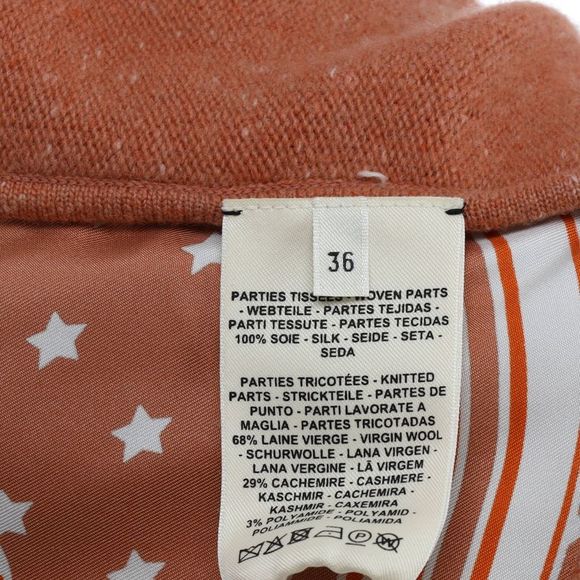 36
PARTIES TISSÉES - WOVEN PARTS
- WEBTEILE - PARTES TEJIDAS -
PARTI TESSUTE - PARTES TECIDAS
100% SOIE - SILK - SEIDE - SETA -
SEDA
PARTIES TRICOTÉES - KNITTED
PARTS - STRICKTEILE - PARTES DE
PUNTO - PARTI LAVORATE A
MAGLIA - PARTES TRICOTADAS
68% LAINE VIERGE - VIRGIN WOOL
- SCHURWOLLE - LANA VIRGEN -
LANA VERGINE - LÃ VIRGEM
29% CACHEMIRE - CASHMERE -
KASCHMIR - CACHEMIRA -
KASHMIR - CAXEMIRA
3% POLYAMIDE - POLYAMID -
POLIAMMIDE - POLIAMIDA